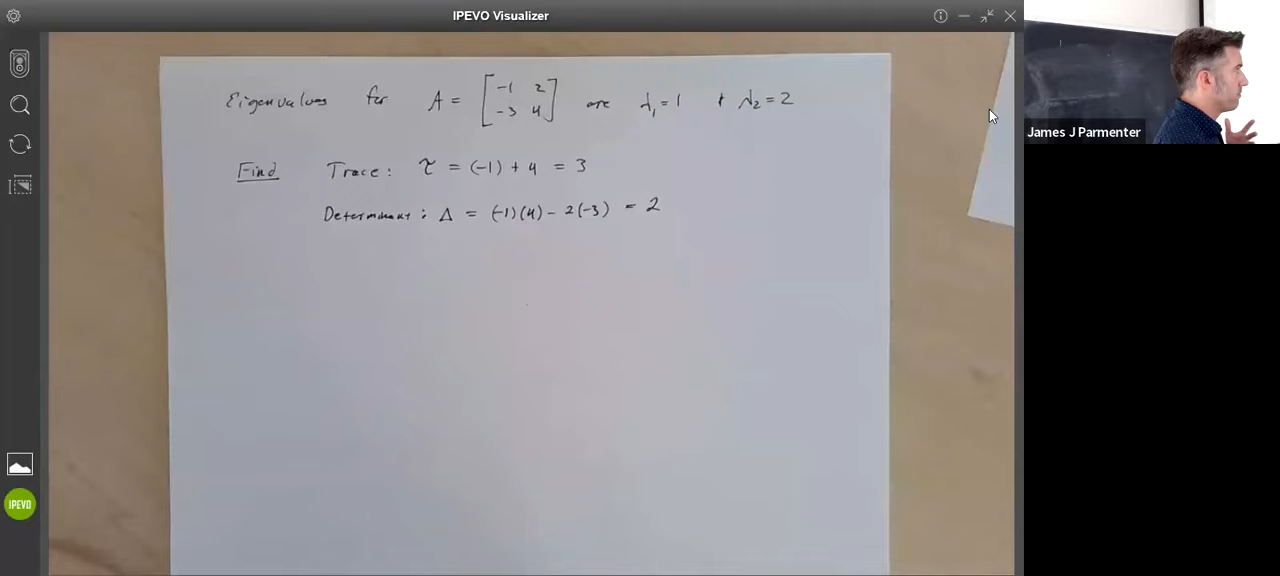 IPEVO Visualizer
Eigenvalues for A = [-1 2; -3 4] are λ₁ = 1 + λ₂ = 2
Find Trace: τ = (-1) + 4 = 3
Determinant: Δ = (-1)(4) - 2(-3) = 2
James J Parmenter
IPEVO